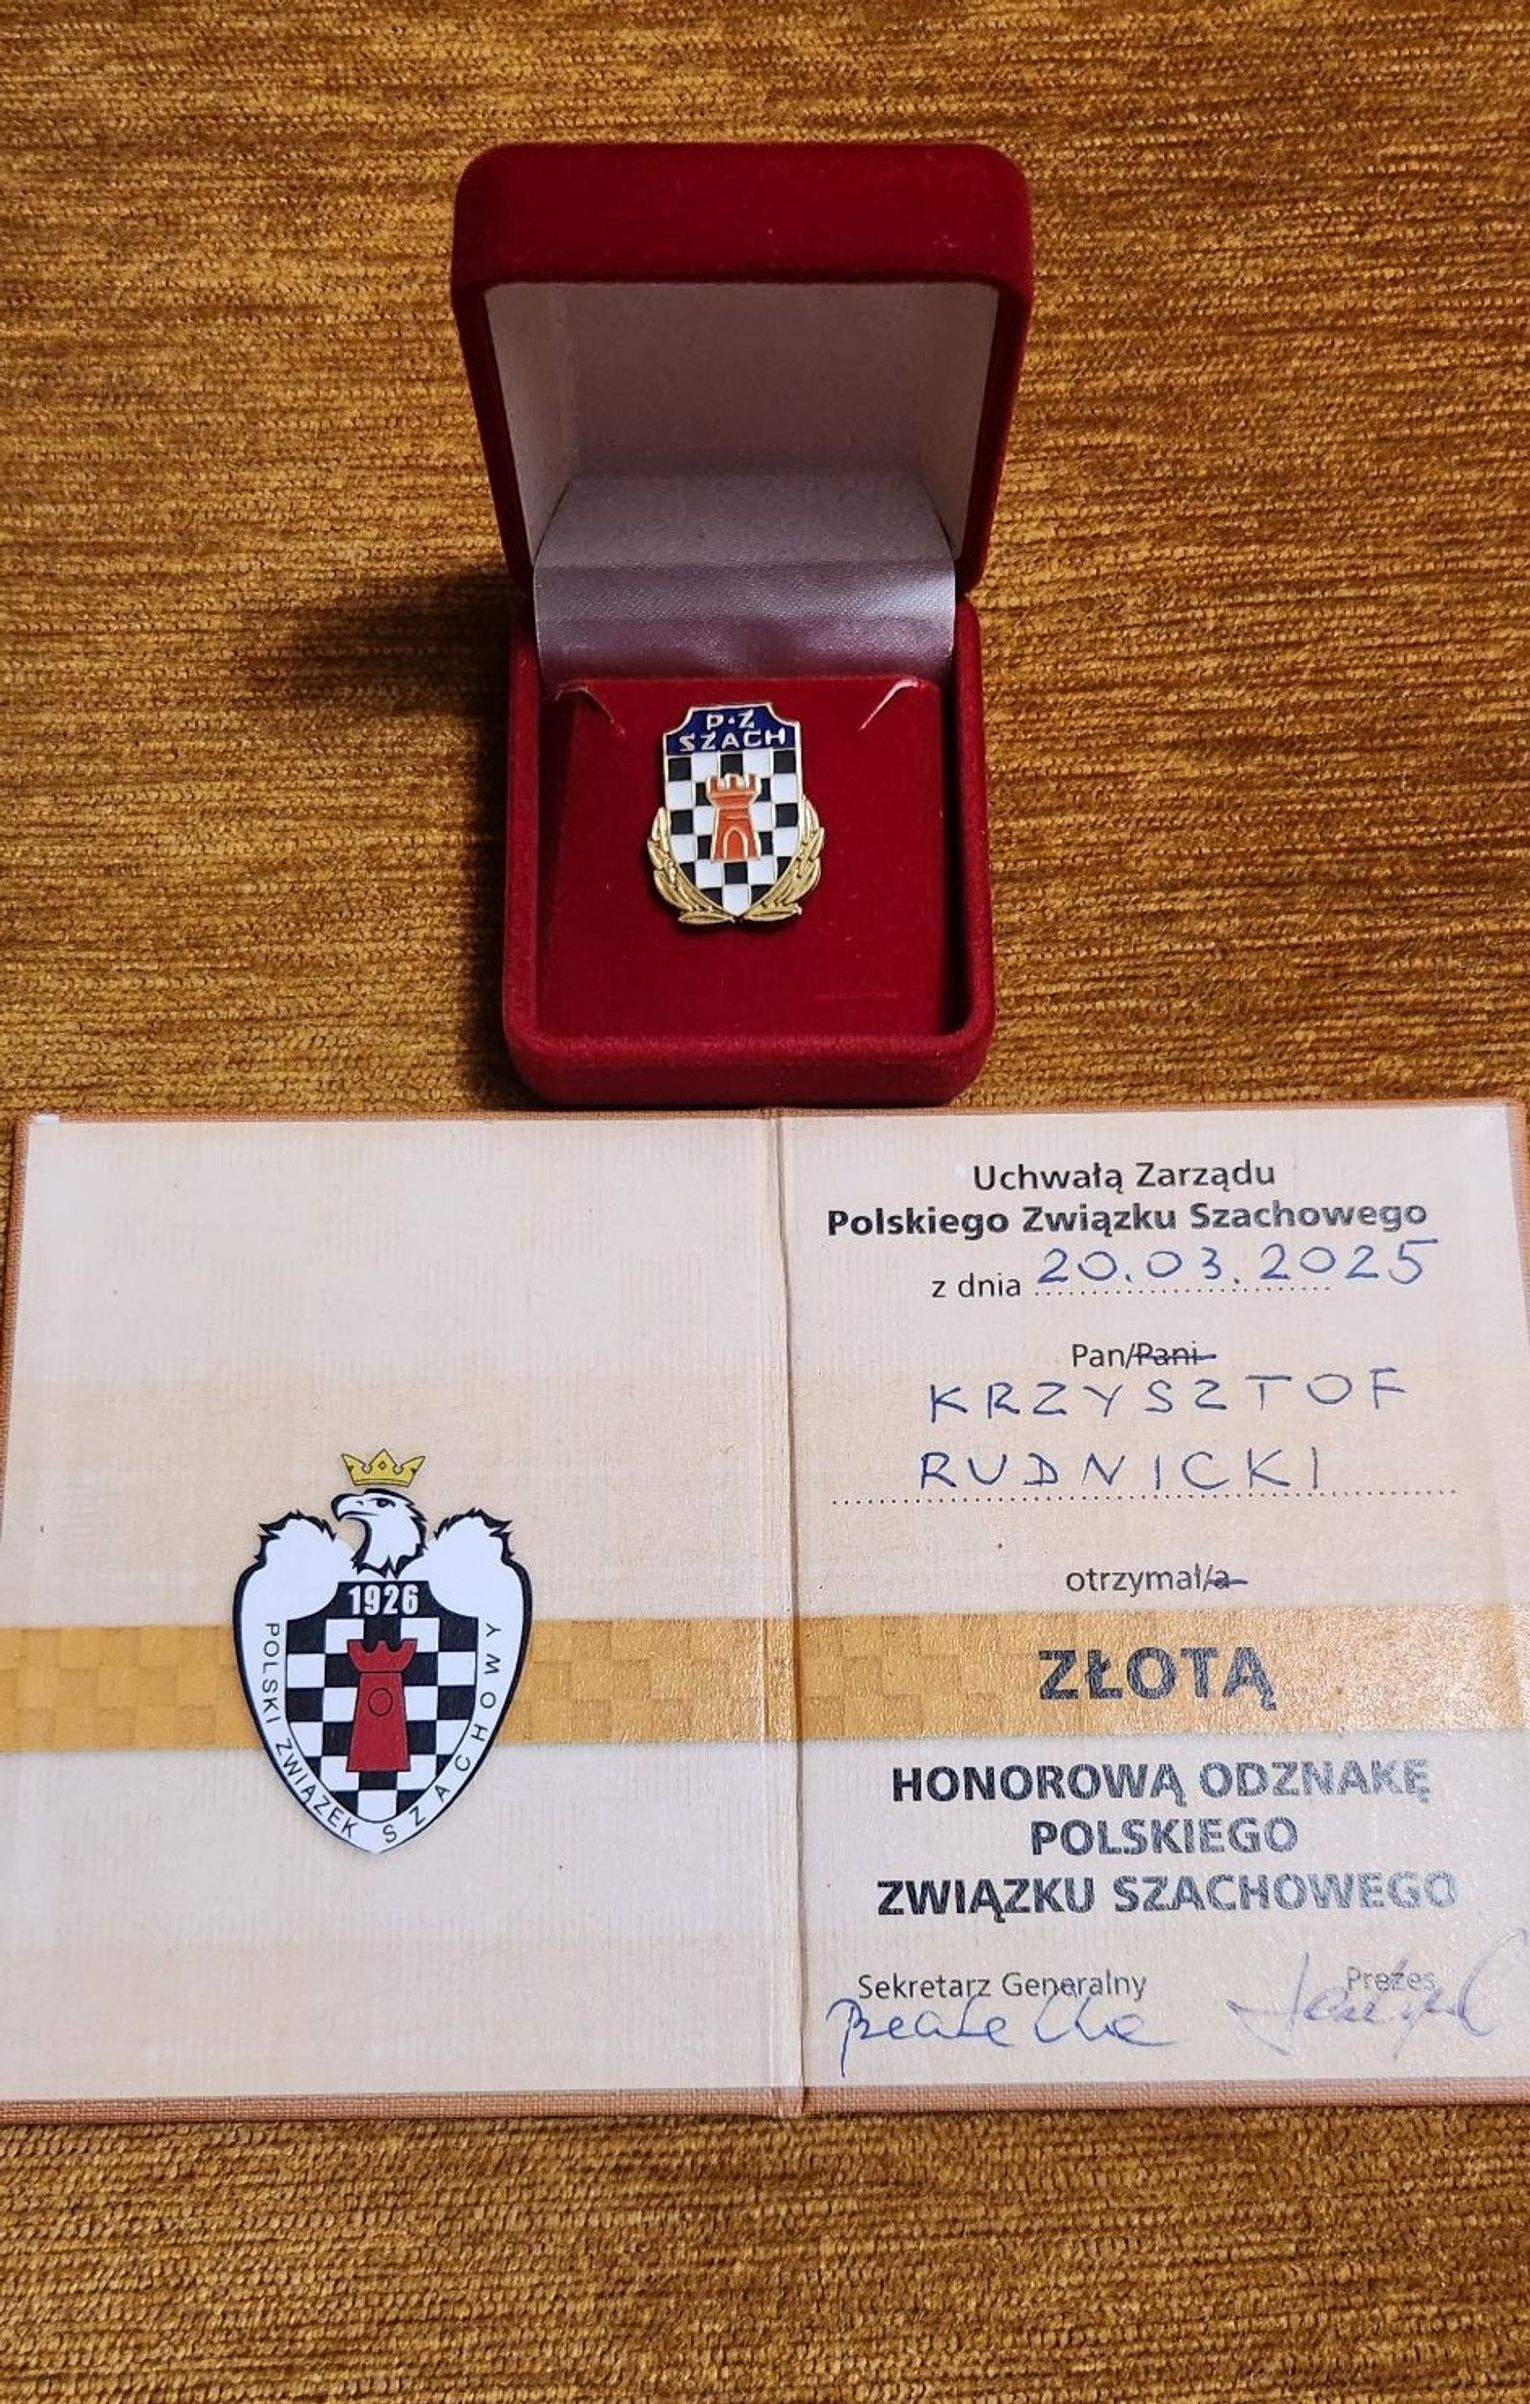 P·Z
SZACH
Uchwałą Zarządu
Polskiego Związku Szachowego
z dnia 20.03.2025
Pan/Pani
KRZYSZTOF
RUDNICKI
otrzymał/a
1926
POLSKI ZWIĄZEK SZACHOWY
ZŁOTĄ
HONOROWĄ ODZNAKĘ
POLSKIEGO
ZWIĄZKU SZACHOWEGO
Sekretarz Generalny
Prezes